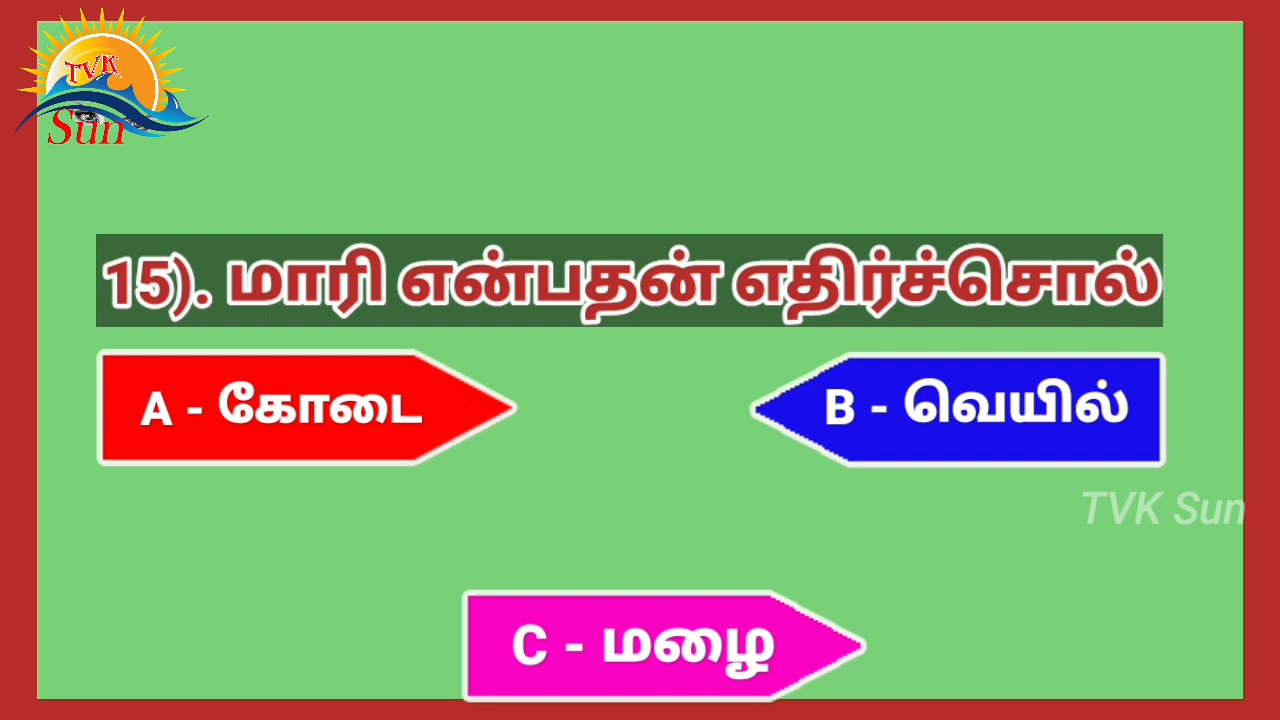 TVK
Sun
15). மாரி என்பதன் எதிர்ச்சொல்
A - கோடை
B - வெயில்
TVK Sun
C - மழை